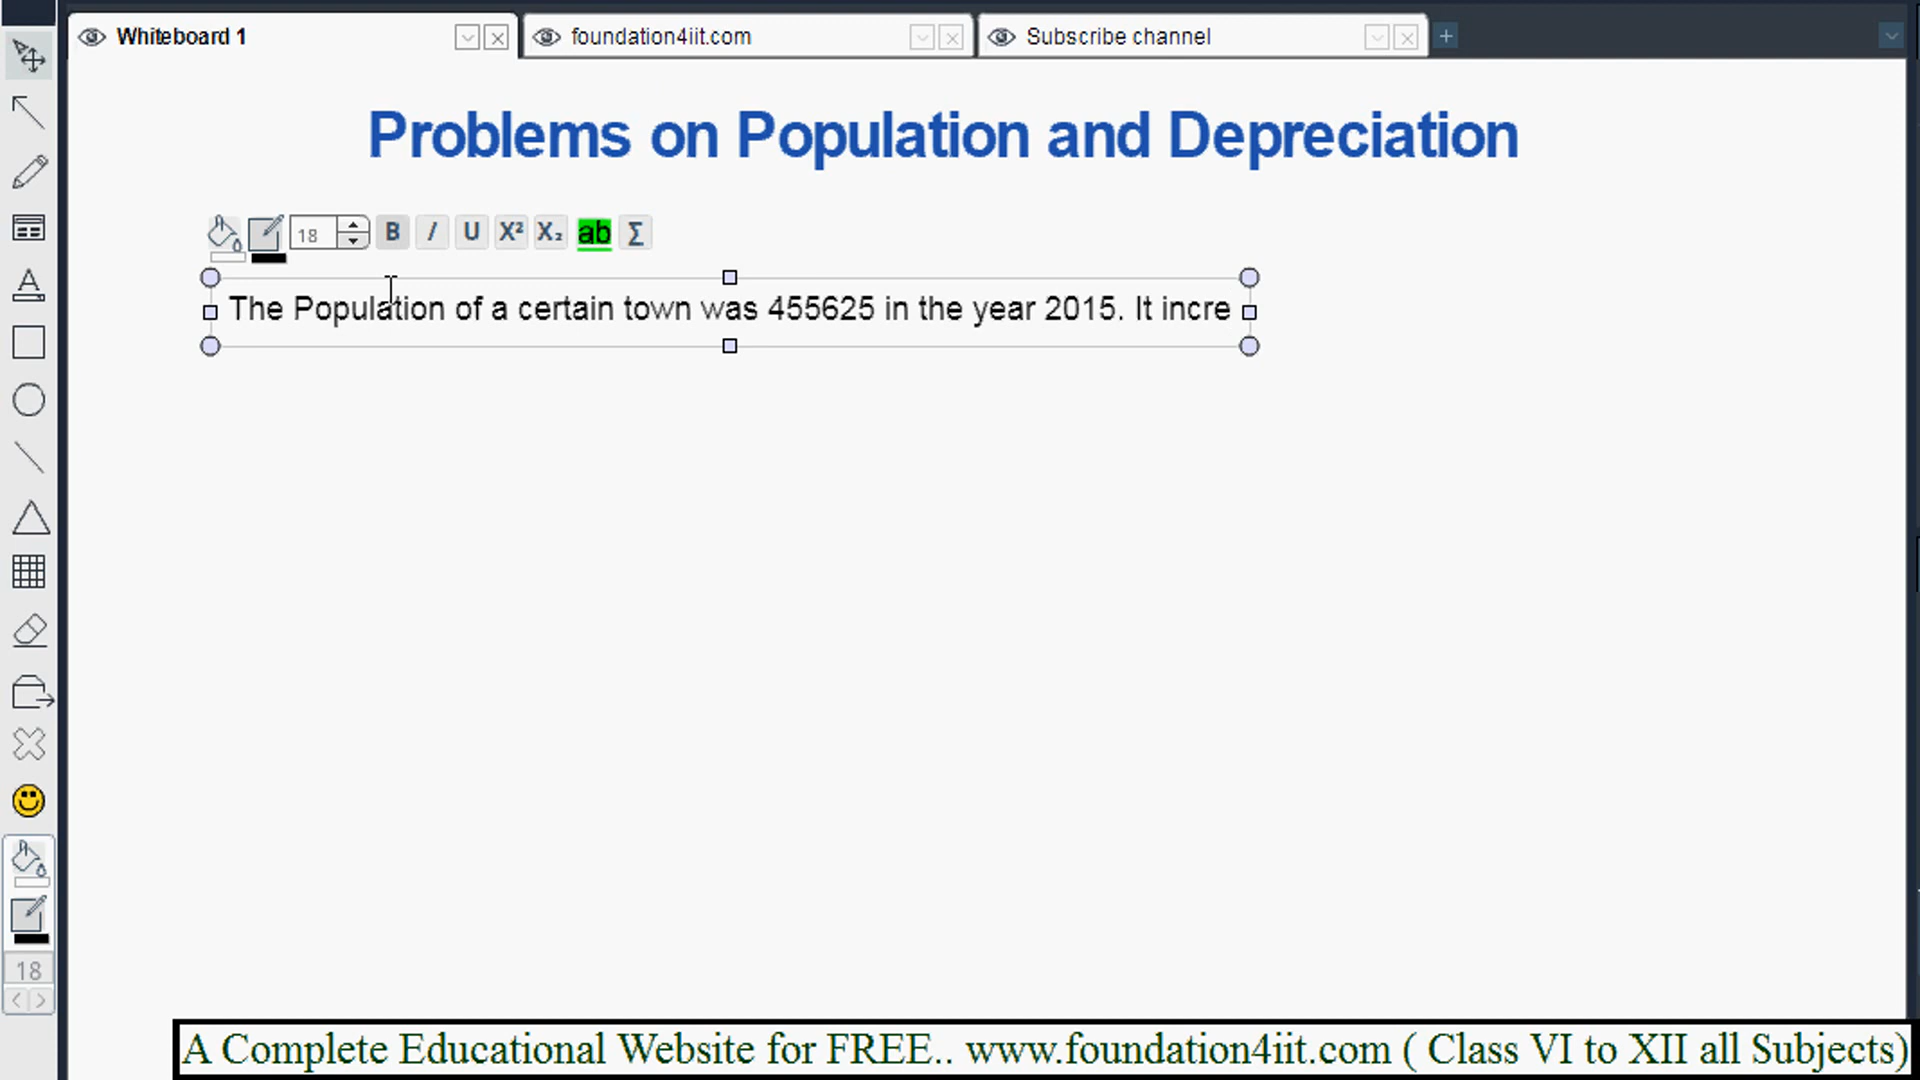 Whiteboard 1
foundation4iit.com
Subscribe channel
Problems on Population and Depreciation
18 B I U X² X₂ ab Σ
The Population of a certain town was 455625 in the year 2015. It incre
A
18
A Complete Educational Website for FREE.. www.foundation4iit.com ( Class VI to XII all Subjects)